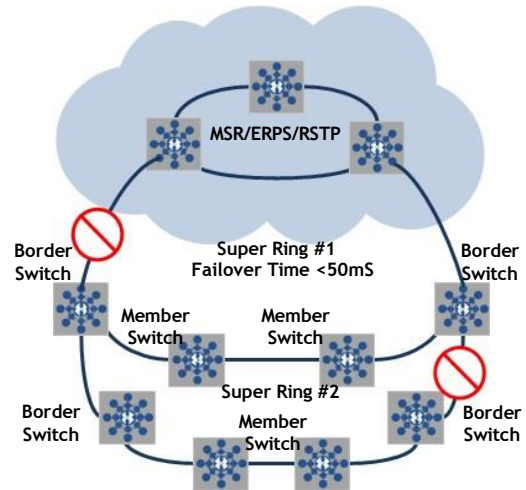 MSR/ERPS/RSTP
Super Ring #1
Failover Time <50mS
Border
Switch
Border
Switch
Member
Switch
Member
Switch
Super Ring #2
Border
Switch
Member
Switch
Border
Switch